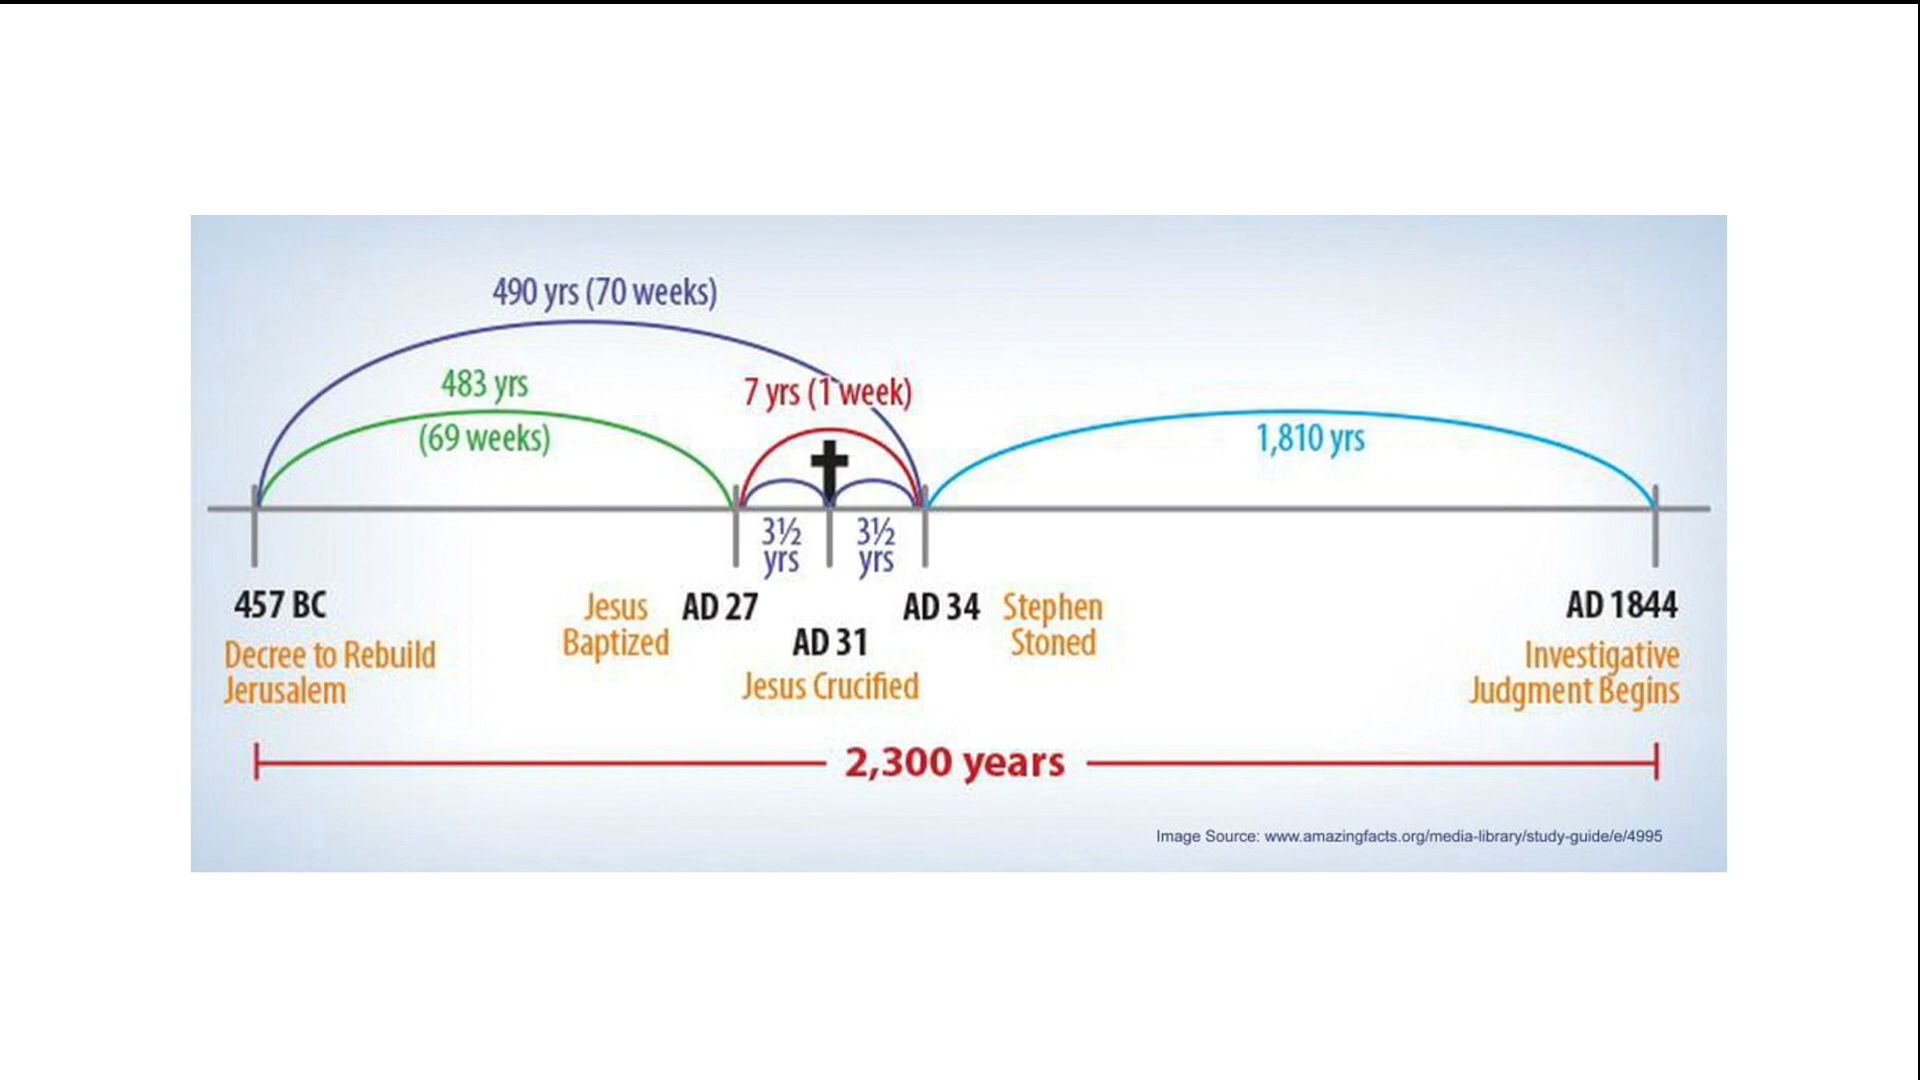 490 yrs (70 weeks)
483 yrs
(69 weeks)
7 yrs (1 week)
1,810 yrs
3½
yrs
3½
yrs
457 BC
Decree to Rebuild
Jerusalem
Jesus
Baptized
AD 27
AD 31
Jesus Crucified
AD 34
Stephen
Stoned
AD 1844
Investigative
Judgment Begins
2,300 years
Image Source: www.amazingfacts.org/media-library/study-guide/e/4995